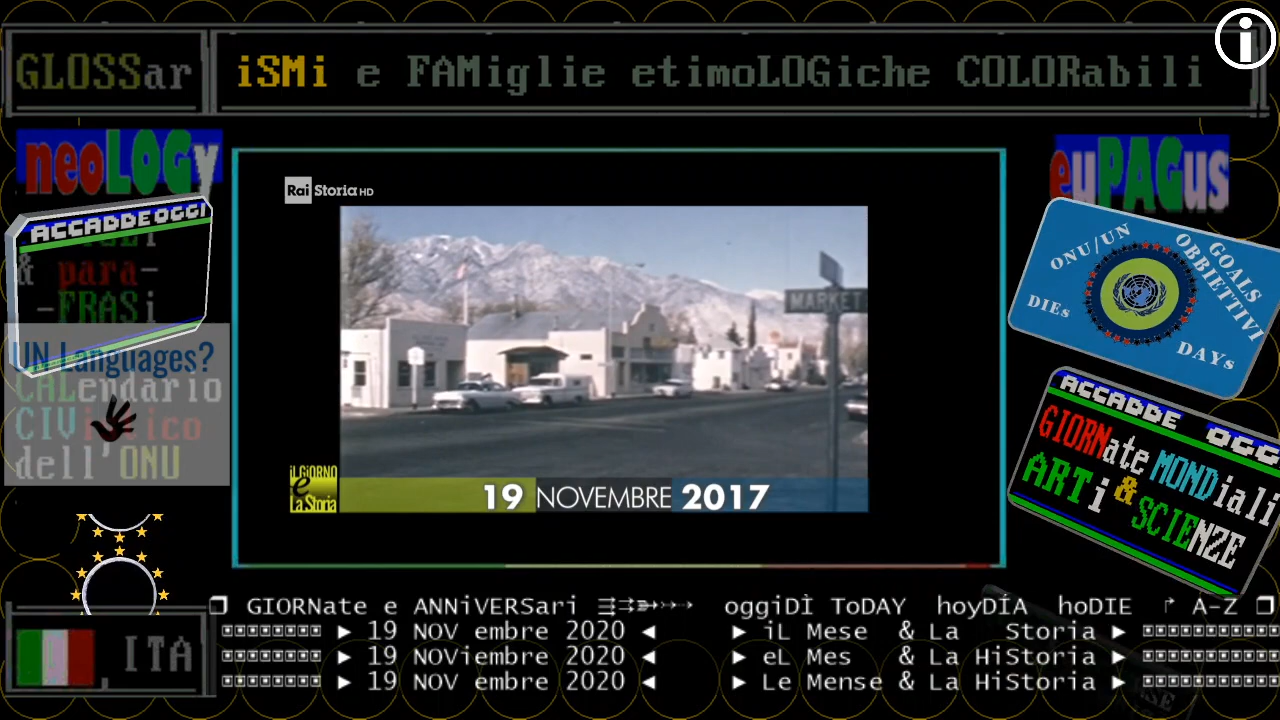 GLOSSar
iSMi e FAMiglie etimoLOGiche COLORabili
neoLOGy
euPAGus
ACCADDE OGGI
& para-
-FRASi
UN Languages?
CALendario
dell'ONU
Rai Storia HD
MARKET
iL GiORNO
e
La Storia
19 NOVEMBRE 2017
ONU/UN
GOALS
OBBIETTIVI
DIEs
DAYs
ACCADDE OGG
GIORNate MONDiali
ARTi & SCIENZE
ITA
GIORNate e ANNiVERSari
oggiDÌ ToDAY hoyDÍA hoDIE
A-Z
► 19 NOV embre 2020 ◄ ► iL Mese & La Storia ►
► 19 NOViembre 2020 ◄ ► eL Mes & La HiStoria ►
► 19 NOV embre 2020 ◄ ► Le Mense & La HiStoria ►